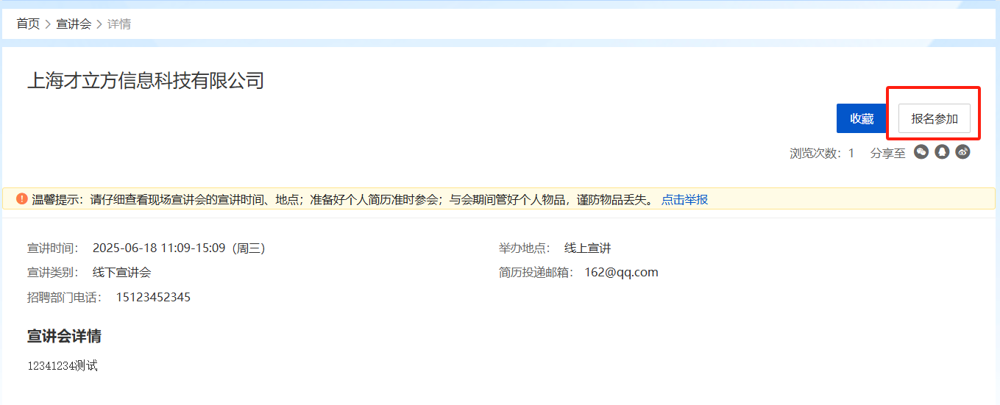 首页 > 宣讲会 > 详情
上海才立方信息科技有限公司
收藏 报名参加
浏览次数：1 分享至
温馨提示：请仔细查看现场宣讲会的宣讲时间、地点；准备好个人简历准时参会；与会期间管好个人物品，谨防物品丢失。 点击举报
宣讲时间： 2025-06-18 11:09-15:09（周三） 举办地点： 线上宣讲
宣讲类别： 线下宣讲会 简历投递邮箱： 162@qq.com
招聘部门电话： 15123452345
宣讲会详情
12341234测试